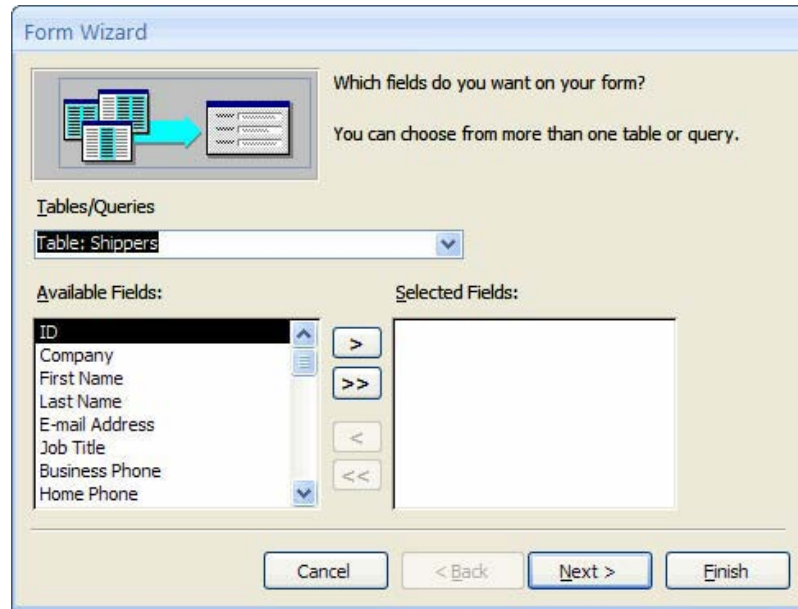 Form Wizard
Which fields do you want on your form?
You can choose from more than one table or query.
Tables/Queries
Table: Shippers
Available Fields:
Selected Fields:
ID
Company
First Name
Last Name
E-mail Address
Job Title
Business Phone
Home Phone
>
>>
<
<<
Cancel
< Back
Next >
Finish